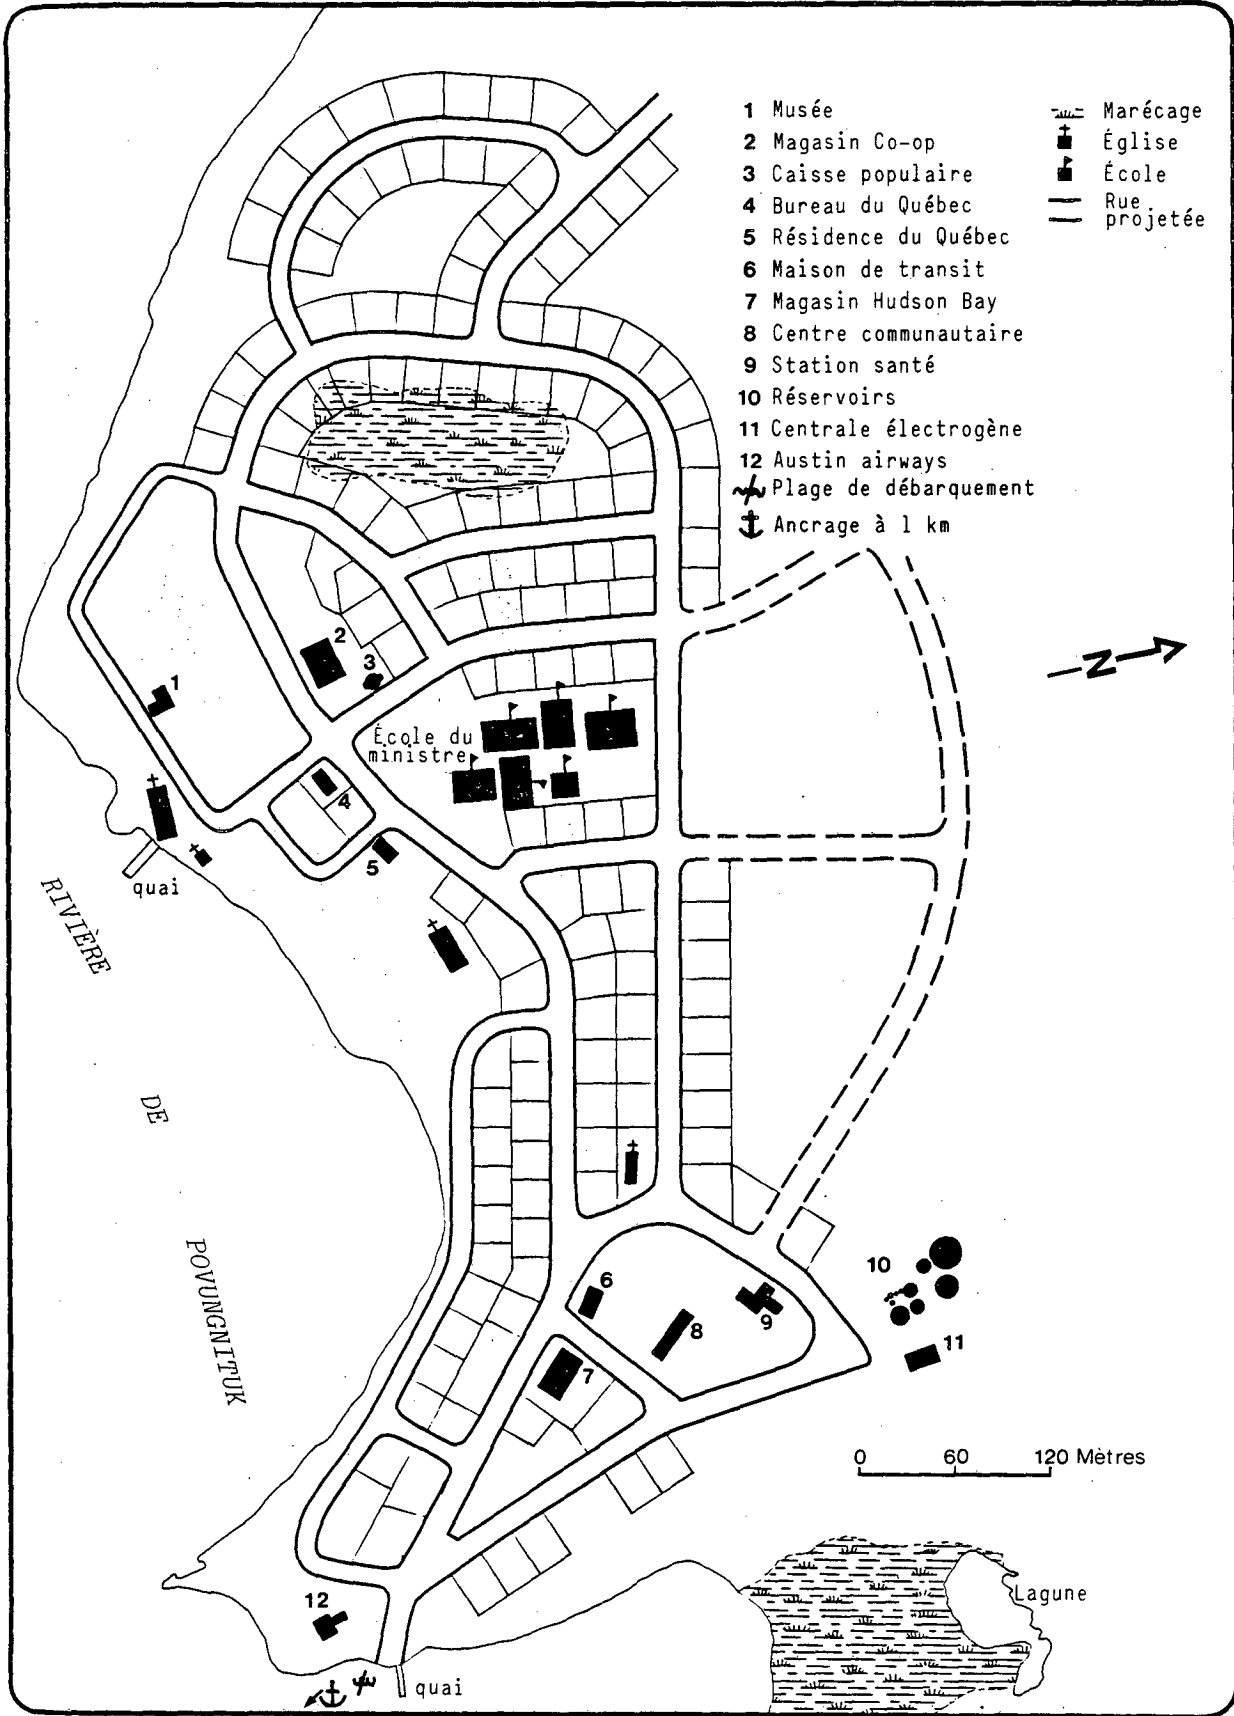 1 Musée
2 Magasin Co-op
3 Caisse populaire
4 Bureau du Québec
5 Résidence du Québec
6 Maison de transit
7 Magasin Hudson Bay
8 Centre communautaire
9 Station santé
10 Réservoirs
11 Centrale électrogène
12 Austin airways
Plage de débarquement
Ancrage à 1 km
Marécage
Église
École
Rue
projetée
N
2
3
1
École du
ministre
4
5
quai
RIVIÈRE
DE
POVUNGNITUK
6
7
8
9
10
11
0 60 120 Mètres
Lagune
12
quai